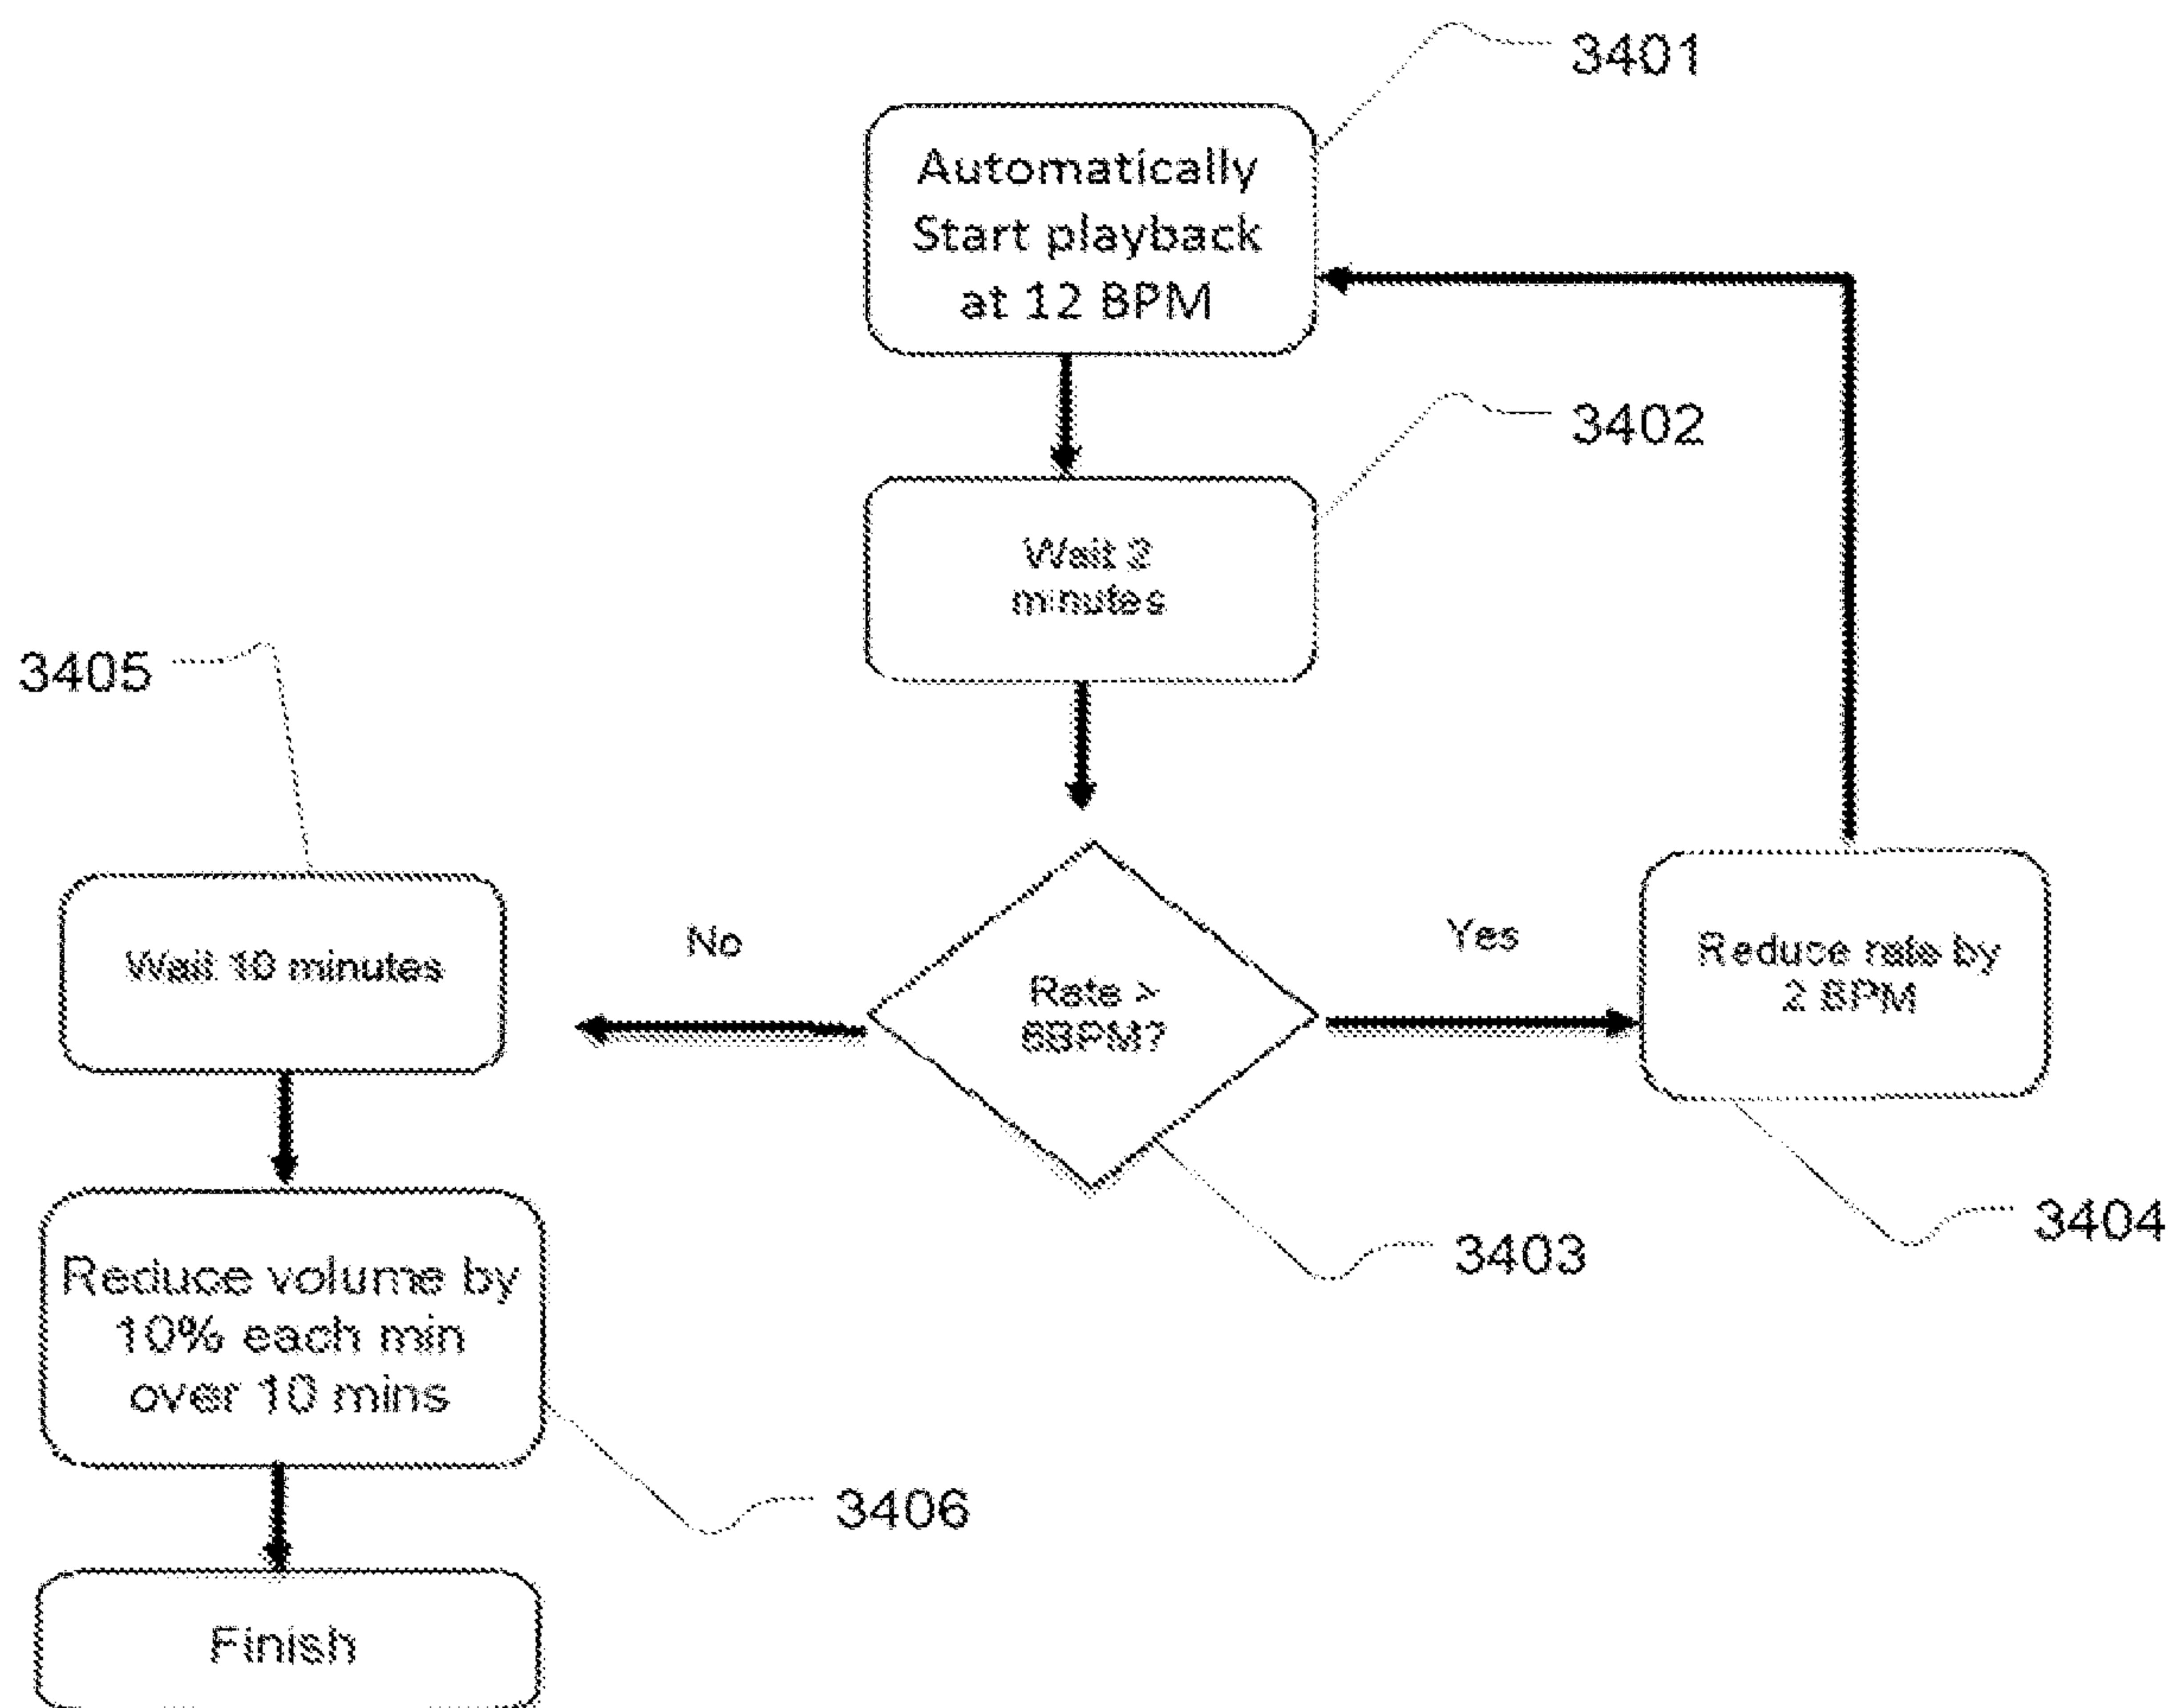 3401
Automatically
Start playback
at 12 BPM
3402
Wait 2
minutes
3405
Wait 10 minutes
No
Rate >
6BPM?
Yes
Reduce rate by
2 BPM
3403
3404
Reduce volume by
10% each min
over 10 mins
3406
Finish